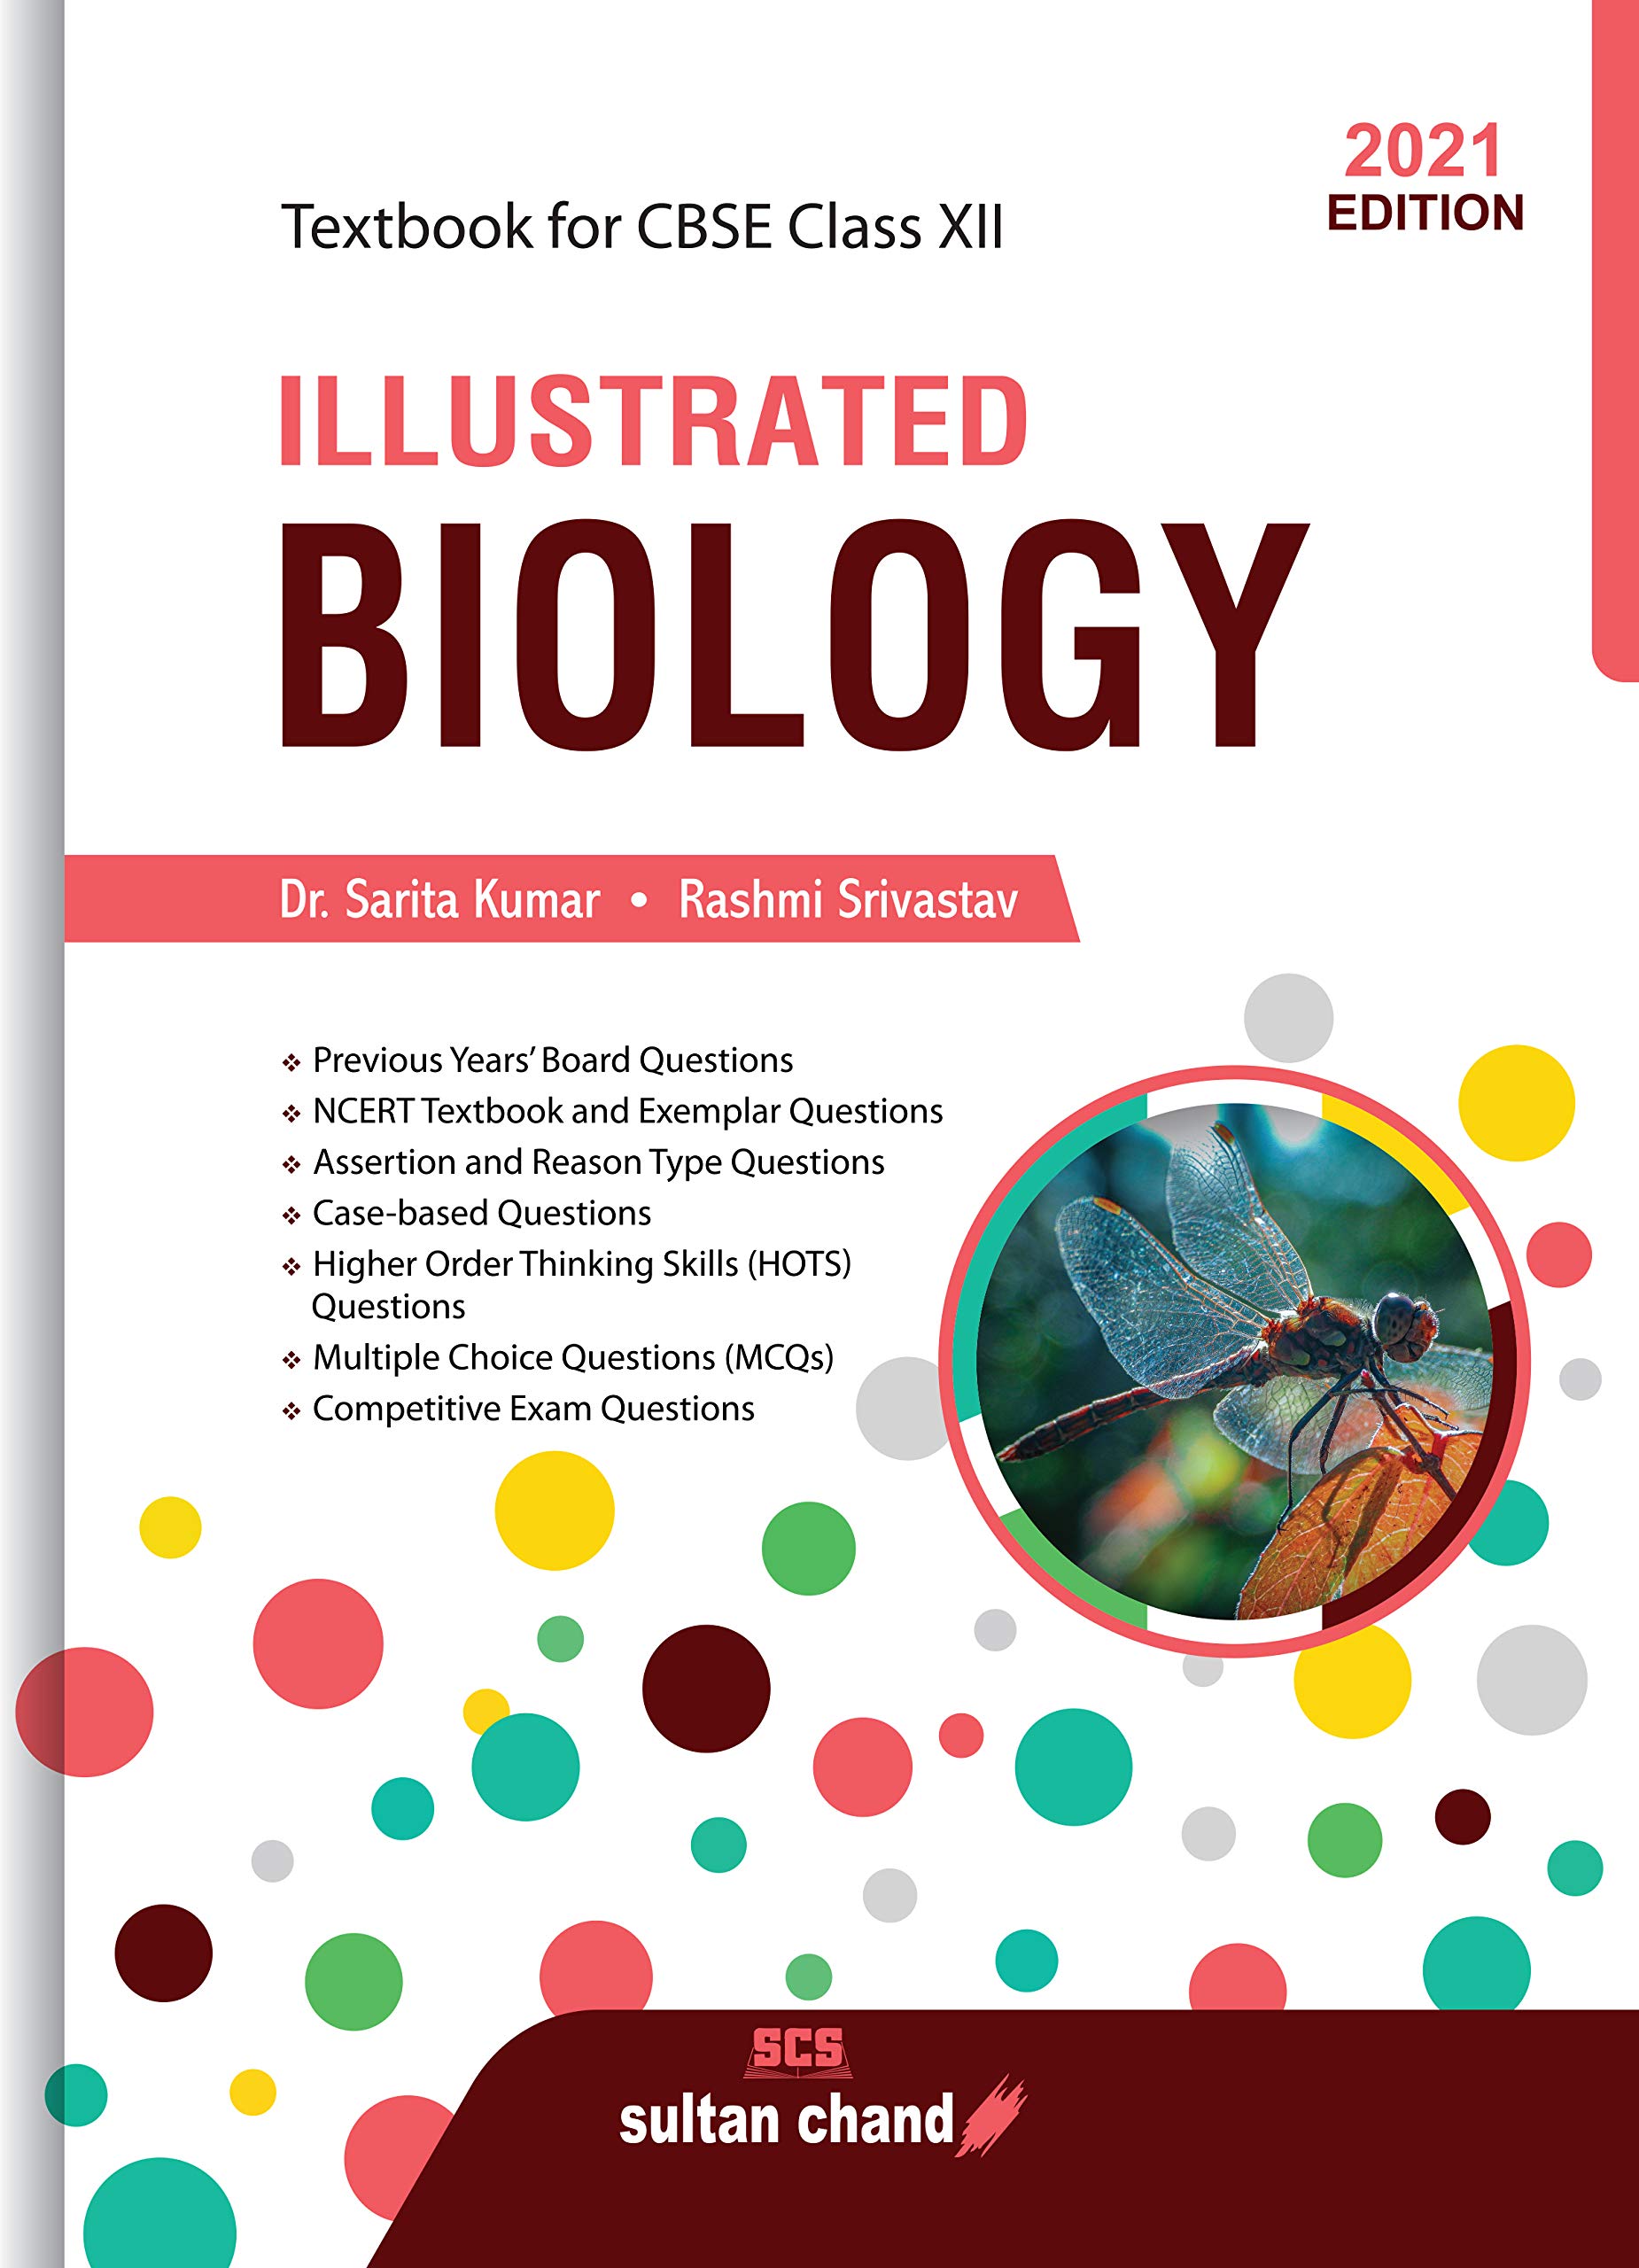 2021
EDITION
Textbook for CBSE Class XII
ILLUSTRATED
BIOLOGY
Dr. Sarita Kumar • Rashmi Srivastav
❖ Previous Years’ Board Questions
❖ NCERT Textbook and Exemplar Questions
❖ Assertion and Reason Type Questions
❖ Case-based Questions
❖ Higher Order Thinking Skills (HOTS)
Questions
❖ Multiple Choice Questions (MCQs)
❖ Competitive Exam Questions
SCS
sultan chand